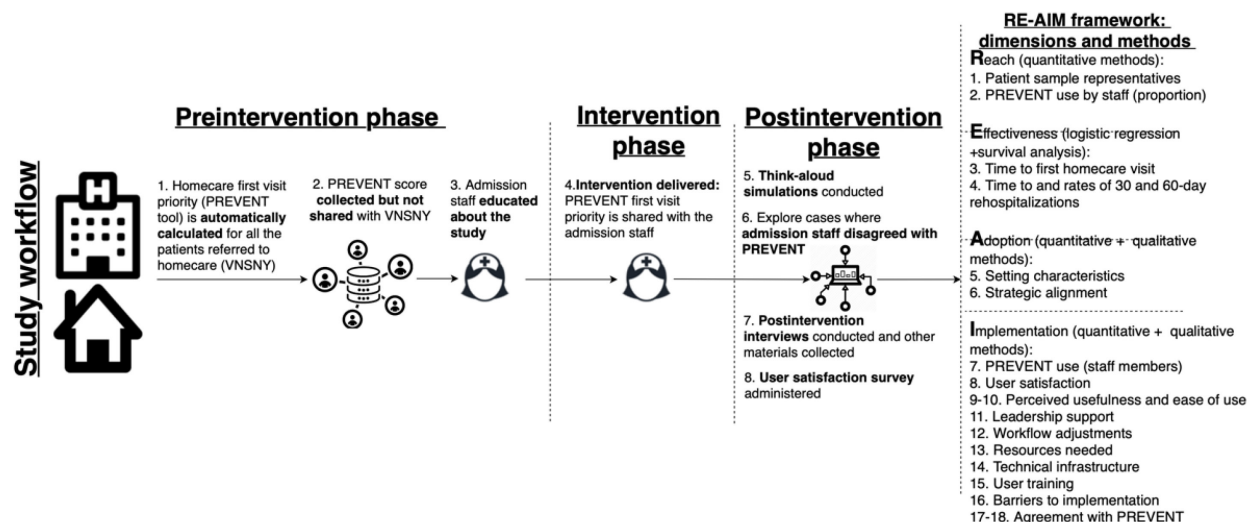 Study workflow
H
Preintervention phase
1. Homecare first visit
priority (PREVENT
tool) is automatically
calculated for all the
patients referred to
homecare (VNSNY)
2. PREVENT score
collected but not
shared with VNSNY
3. Admission
staff educated
about the
study
Intervention
phase
4.Intervention delivered:
PREVENT first visit
priority is shared with the
admission staff
Postintervention
phase
5. Think-aloud
simulations conducted
6. Explore cases where
admission staff disagreed with
PREVENT
7. Postintervention
interviews conducted and other
materials collected
8. User satisfaction survey
administered
RE-AIM framework:
dimensions and methods
Reach (quantitative methods):
1. Patient sample representatives
2. PREVENT use by staff (proportion)
Effectiveness (logistic regression
+survival analysis):
3. Time to first homecare visit
4. Time to and rates of 30 and 60-day
rehospitalizations
Adoption (quantitative + qualitative
methods):
5. Setting characteristics
6. Strategic alignment
Implementation (quantitative + qualitative
methods):
7. PREVENT use (staff members)
8. User satisfaction
9-10. Perceived usefulness and ease of use
11. Leadership support
12. Workflow adjustments
13. Resources needed
14. Technical infrastructure
15. User training
16. Barriers to implementation
17-18. Agreement with PREVENT